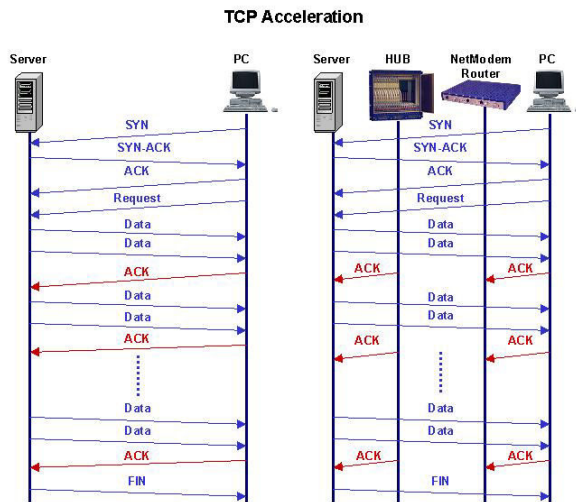 TCP Acceleration
Server
PC
SYN
SYN-ACK
ACK
Request
Data
Data
ACK
Data
Data
ACK
Data
Data
ACK
FIN
Server
HUB
NetModem
Router
PC
SYN
SYN-ACK
ACK
Request
Data
Data
ACK
ACK
Data
Data
ACK
ACK
Data
Data
ACK
ACK
FIN